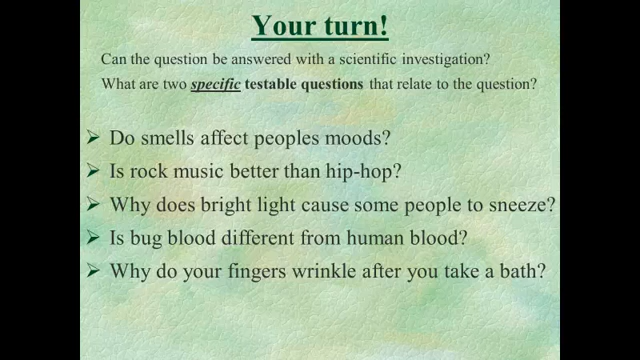 Your turn!
Can the question be answered with a scientific investigation?
What are two specific testable questions that relate to the question?
➢ Do smells affect peoples moods?
➢ Is rock music better than hip-hop?
➢ Why does bright light cause some people to sneeze?
➢ Is bug blood different from human blood?
➢ Why do your fingers wrinkle after you take a bath?